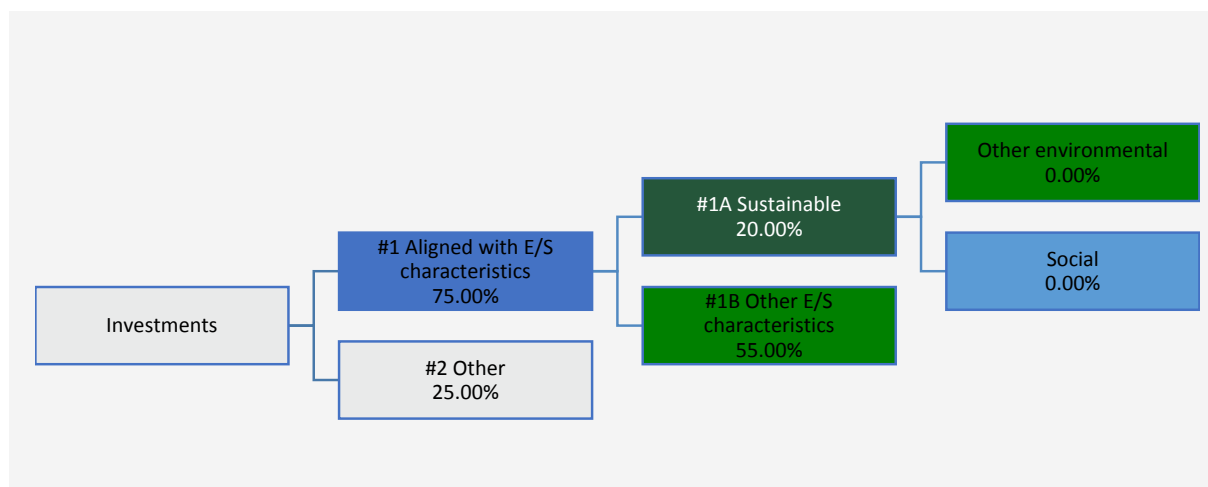 Investments
#1 Aligned with E/S
characteristics
75.00%
#2 Other
25.00%
#1A Sustainable
20.00%
#1B Other E/S
characteristics
55.00%
Other environmental
0.00%
Social
0.00%